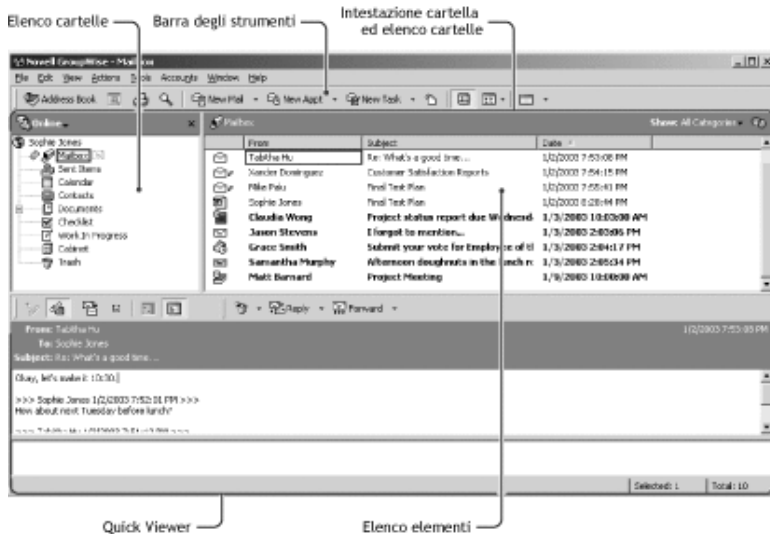 Elenco cartelle
Barra degli strumenti
Intestazione cartella
ed elenco cartelle
Novell GroupWise - Mailbox
File Edit View Actions Tools Accounts Window Help
Address Book New Mail New Appt New Task
Online
Mailbox
Show: All Categories
Sophie Jones
Mailbox
Sent Items
Calendar
Contacts
Documents
Checklist
Work In Progress
Cabinet
Trash
From Subject Date
Tabitha Hu Re: What's a good time... 1/2/2003 7:53:08 PM
Xander Dominguez Customer Satisfaction Reports 1/2/2003 7:54:15 PM
Mike Palu Final Test Plan 1/2/2003 7:55:41 PM
Sophie Jones Final Test Plan 1/2/2003 8:28:44 PM
Claudia Wong Project status report due Wednesd 1/3/2003 10:03:00 AM
Jason Stevens I forgot to mention... 1/3/2003 2:03:06 PM
Grace Smith Submit your vote for Employee of tl 1/3/2003 2:04:17 PM
Samantha Murphy Afternoon doughnuts in the lunch r 1/3/2003 2:05:34 PM
Matt Barnard Project Meeting 1/9/2003 10:00:00 AM
Reply Forward
From: Tabitha Hu 1/2/2003 7:53:08 PM
To: Sophie Jones
Subject: Re: What's a good time...
Okay, let's make it 10:30.
>>> Sophie Jones 1/2/2003 7:52:01 PM >>>
How about next Tuesday before lunch?
Selected: 1 Total: 10
Quick Viewer
Elenco elementi